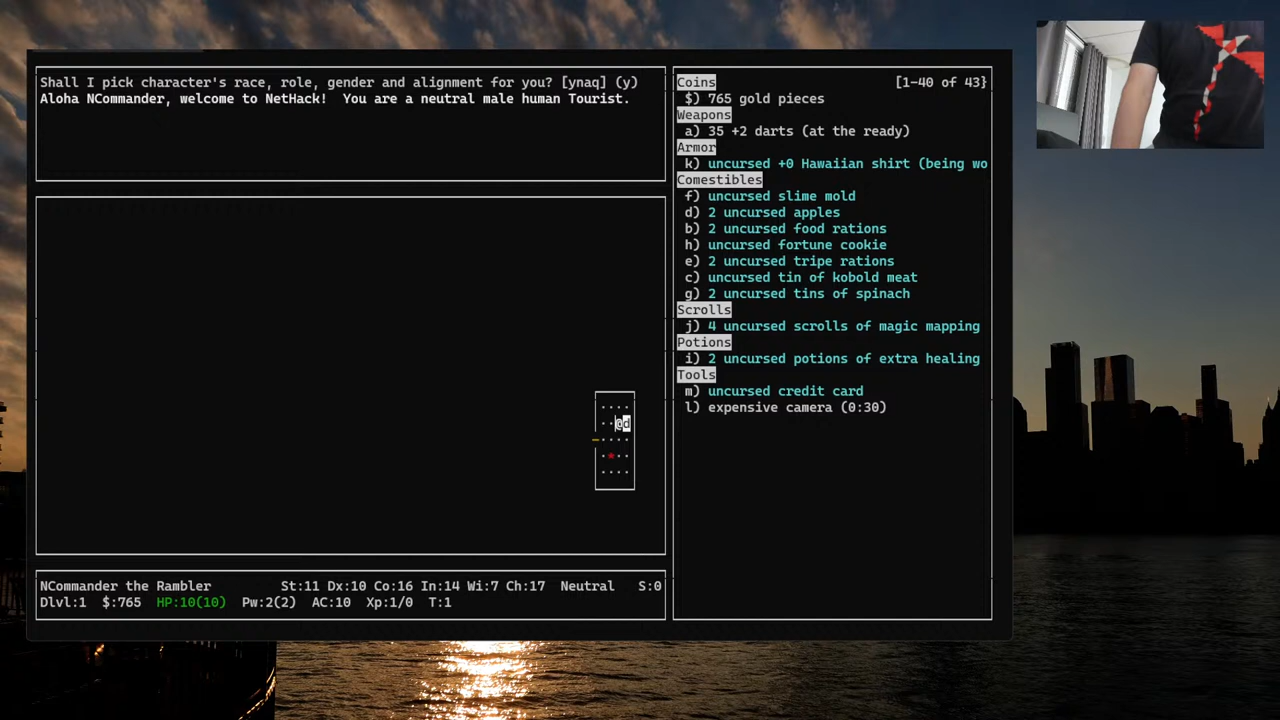 Shall I pick character's race, role, gender and alignment for you? [ynaq] (y)
Aloha NCommander, welcome to NetHack!  You are a neutral male human Tourist.
Coins [1-40 of 43}
$) 765 gold pieces
Weapons
a) 35 +2 darts (at the ready)
Armor
k) uncursed +0 Hawaiian shirt (being wo
Comestibles
f) uncursed slime mold
d) 2 uncursed apples
b) 2 uncursed food rations
h) uncursed fortune cookie
e) 2 uncursed tripe rations
c) uncursed tin of kobold meat
g) 2 uncursed tins of spinach
Scrolls
j) 4 uncursed scrolls of magic mapping
Potions
i) 2 uncursed potions of extra healing
Tools
m) uncursed credit card
l) expensive camera (0:30)
. . . .
. . @d
- . . . .
. * . .
. . . .
NCommander the Rambler St:11 Dx:10 Co:16 In:14 Wi:7 Ch:17 Neutral S:0
Dlvl:1 $:765 HP:10(10) Pw:2(2) AC:10 Xp:1/0 T:1